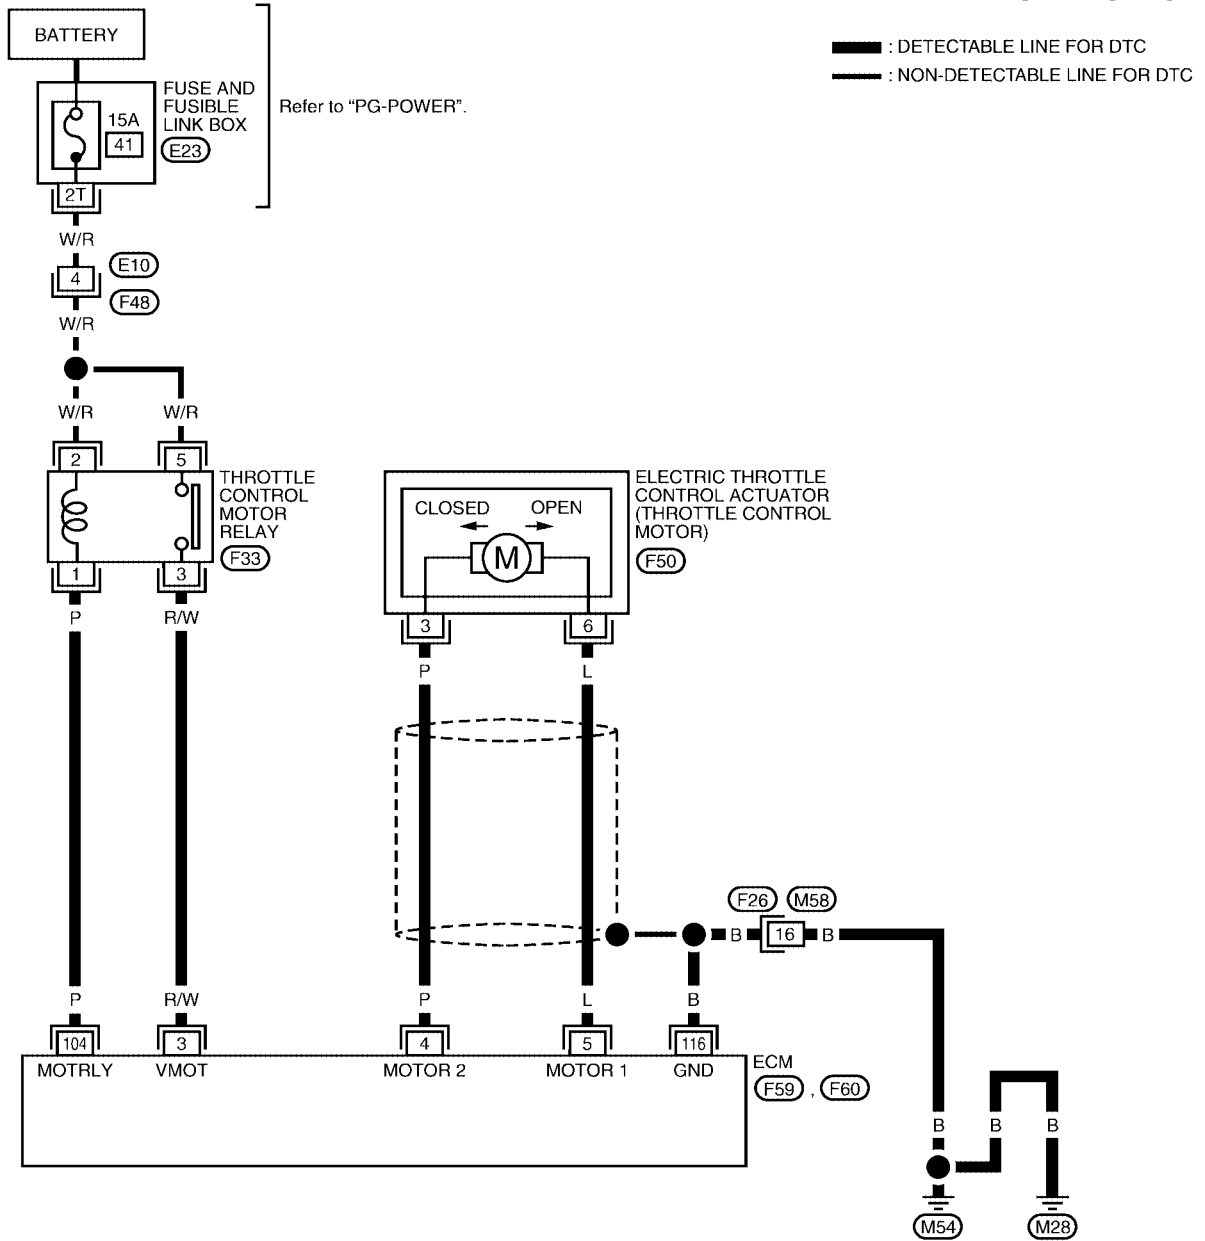 BATTERY
: DETECTABLE LINE FOR DTC
: NON-DETECTABLE LINE FOR DTC
FUSE AND
FUSIBLE
LINK BOX
E23
15A
41
Refer to “PG-POWER”.
2T
W/R
E10
4
F48
W/R
W/R
W/R
2
5
THROTTLE
CONTROL
MOTOR
RELAY
F33
1
3
P
R/W
CLOSED
OPEN
M
ELECTRIC THROTTLE
CONTROL ACTUATOR
(THROTTLE CONTROL
MOTOR)
F50
3
6
P
L
F26
M58
B
16
B
P
R/W
P
L
B
104
3
4
5
116
MOTRLY
VMOT
MOTOR 2
MOTOR 1
GND
ECM
F59 , F60
B
B
B
M54
M28